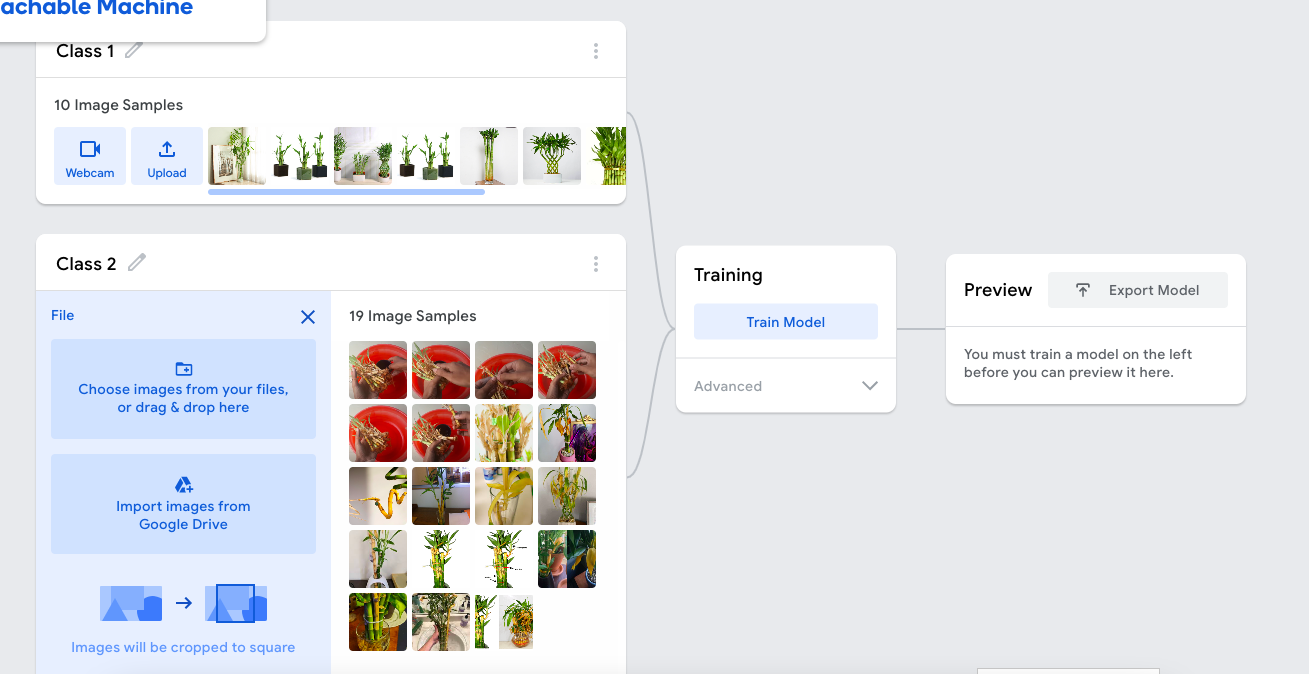 achable Machine
Class 1
10 Image Samples
Webcam
Upload
Class 2
File
Choose images from your files,
or drag & drop here
Import images from
Google Drive
Images will be cropped to square
19 Image Samples
Training
Train Model
Advanced
Preview
Export Model
You must train a model on the left
before you can preview it here.